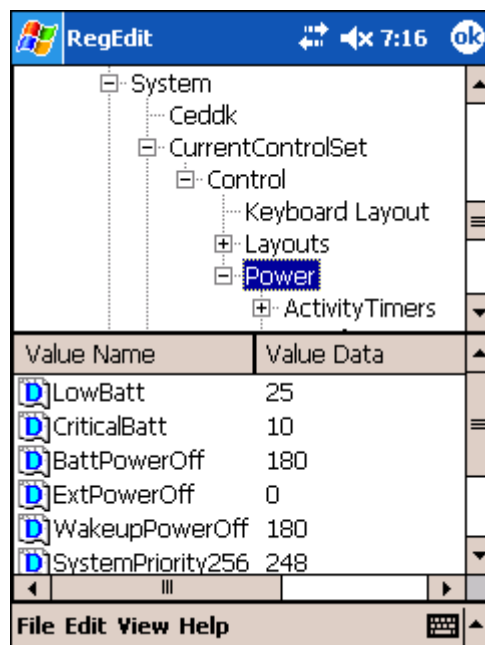 RegEdit 7:16 ok
System
Ceddk
CurrentControlSet
Control
Keyboard Layout
Layouts
Power
ActivityTimers
Value Name Value Data
D LowBatt 25
D CriticalBatt 10
D BattPowerOff 180
D ExtPowerOff 0
D WakeupPowerOff 180
D SystemPriority256 248
File Edit View Help